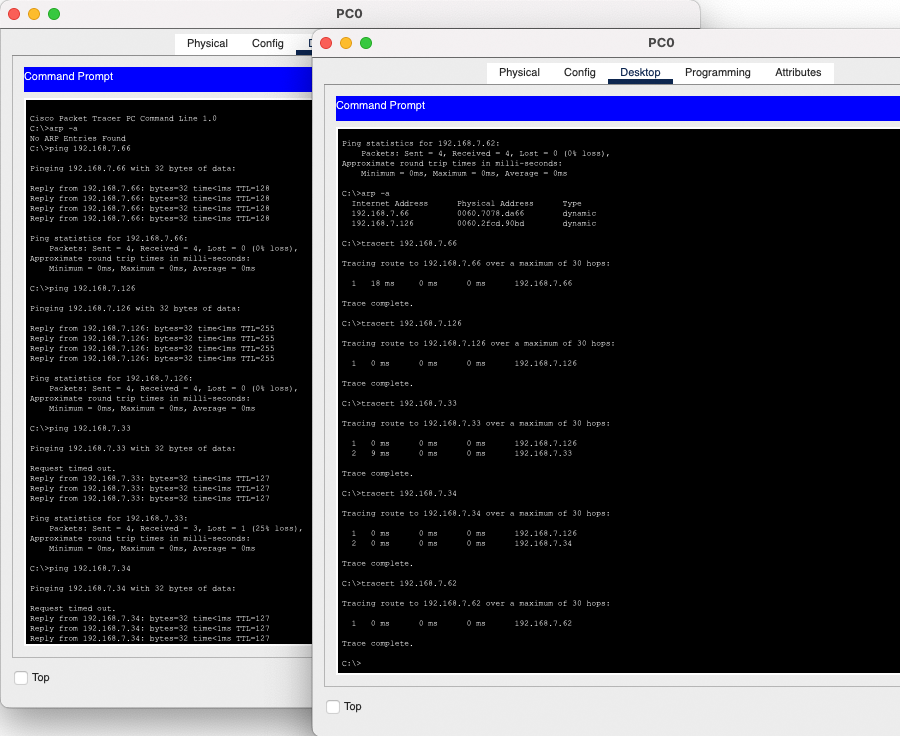 PC0
Physical Config
Command Prompt
Cisco Packet Tracer PC Command Line 1.0
C:\>arp -a
No ARP Entries Found
C:\>ping 192.168.7.66
Pinging 192.168.7.66 with 32 bytes of data:
Reply from 192.168.7.66: bytes=32 time<1ms TTL=128
Reply from 192.168.7.66: bytes=32 time<1ms TTL=128
Reply from 192.168.7.66: bytes=32 time<1ms TTL=128
Reply from 192.168.7.66: bytes=32 time<1ms TTL=128
Ping statistics for 192.168.7.66:
Packets: Sent = 4, Received = 4, Lost = 0 (0% loss),
Approximate round trip times in milli-seconds:
Minimum = 0ms, Maximum = 0ms, Average = 0ms
C:\>ping 192.168.7.126
Pinging 192.168.7.126 with 32 bytes of data:
Reply from 192.168.7.126: bytes=32 time<1ms TTL=255
Reply from 192.168.7.126: bytes=32 time<1ms TTL=255
Reply from 192.168.7.126: bytes=32 time<1ms TTL=255
Reply from 192.168.7.126: bytes=32 time<1ms TTL=255
Ping statistics for 192.168.7.126:
Packets: Sent = 4, Received = 4, Lost = 0 (0% loss),
Approximate round trip times in milli-seconds:
Minimum = 0ms, Maximum = 0ms, Average = 0ms
C:\>ping 192.168.7.33
Pinging 192.168.7.33 with 32 bytes of data:
Request timed out.
Reply from 192.168.7.33: bytes=32 time<1ms TTL=127
Reply from 192.168.7.33: bytes=32 time<1ms TTL=127
Reply from 192.168.7.33: bytes=32 time<1ms TTL=127
Ping statistics for 192.168.7.33:
Packets: Sent = 4, Received = 3, Lost = 1 (25% loss),
Approximate round trip times in milli-seconds:
Minimum = 0ms, Maximum = 0ms, Average = 0ms
C:\>ping 192.168.7.34
Pinging 192.168.7.34 with 32 bytes of data:
Request timed out.
Reply from 192.168.7.34: bytes=32 time<1ms TTL=127
Reply from 192.168.7.34: bytes=32 time<1ms TTL=127
Reply from 192.168.7.34: bytes=32 time<1ms TTL=127
Top
PC0
Physical Config Desktop Programming Attributes
Command Prompt
Ping statistics for 192.168.7.62:
Packets: Sent = 4, Received = 4, Lost = 0 (0% loss),
Approximate round trip times in milli-seconds:
Minimum = 0ms, Maximum = 0ms, Average = 0ms
C:\>arp -a
Internet Address Physical Address Type
192.168.7.66 0060.7078.da66 dynamic
192.168.7.126 0060.2fcd.90bd dynamic
C:\>tracert 192.168.7.66
Tracing route to 192.168.7.66 over a maximum of 30 hops:
1 18 ms 0 ms 0 ms 192.168.7.66
Trace complete.
C:\>tracert 192.168.7.126
Tracing route to 192.168.7.126 over a maximum of 30 hops:
1 0 ms 0 ms 0 ms 192.168.7.126
Trace complete.
C:\>tracert 192.168.7.33
Tracing route to 192.168.7.33 over a maximum of 30 hops:
1 0 ms 0 ms 0 ms 192.168.7.126
2 9 ms 0 ms 0 ms 192.168.7.33
Trace complete.
C:\>tracert 192.168.7.34
Tracing route to 192.168.7.34 over a maximum of 30 hops:
1 0 ms 0 ms 0 ms 192.168.7.126
2 0 ms 0 ms 0 ms 192.168.7.34
Trace complete.
C:\>tracert 192.168.7.62
Tracing route to 192.168.7.62 over a maximum of 30 hops:
1 0 ms 0 ms 0 ms 192.168.7.62
Trace complete.
C:\>
Top